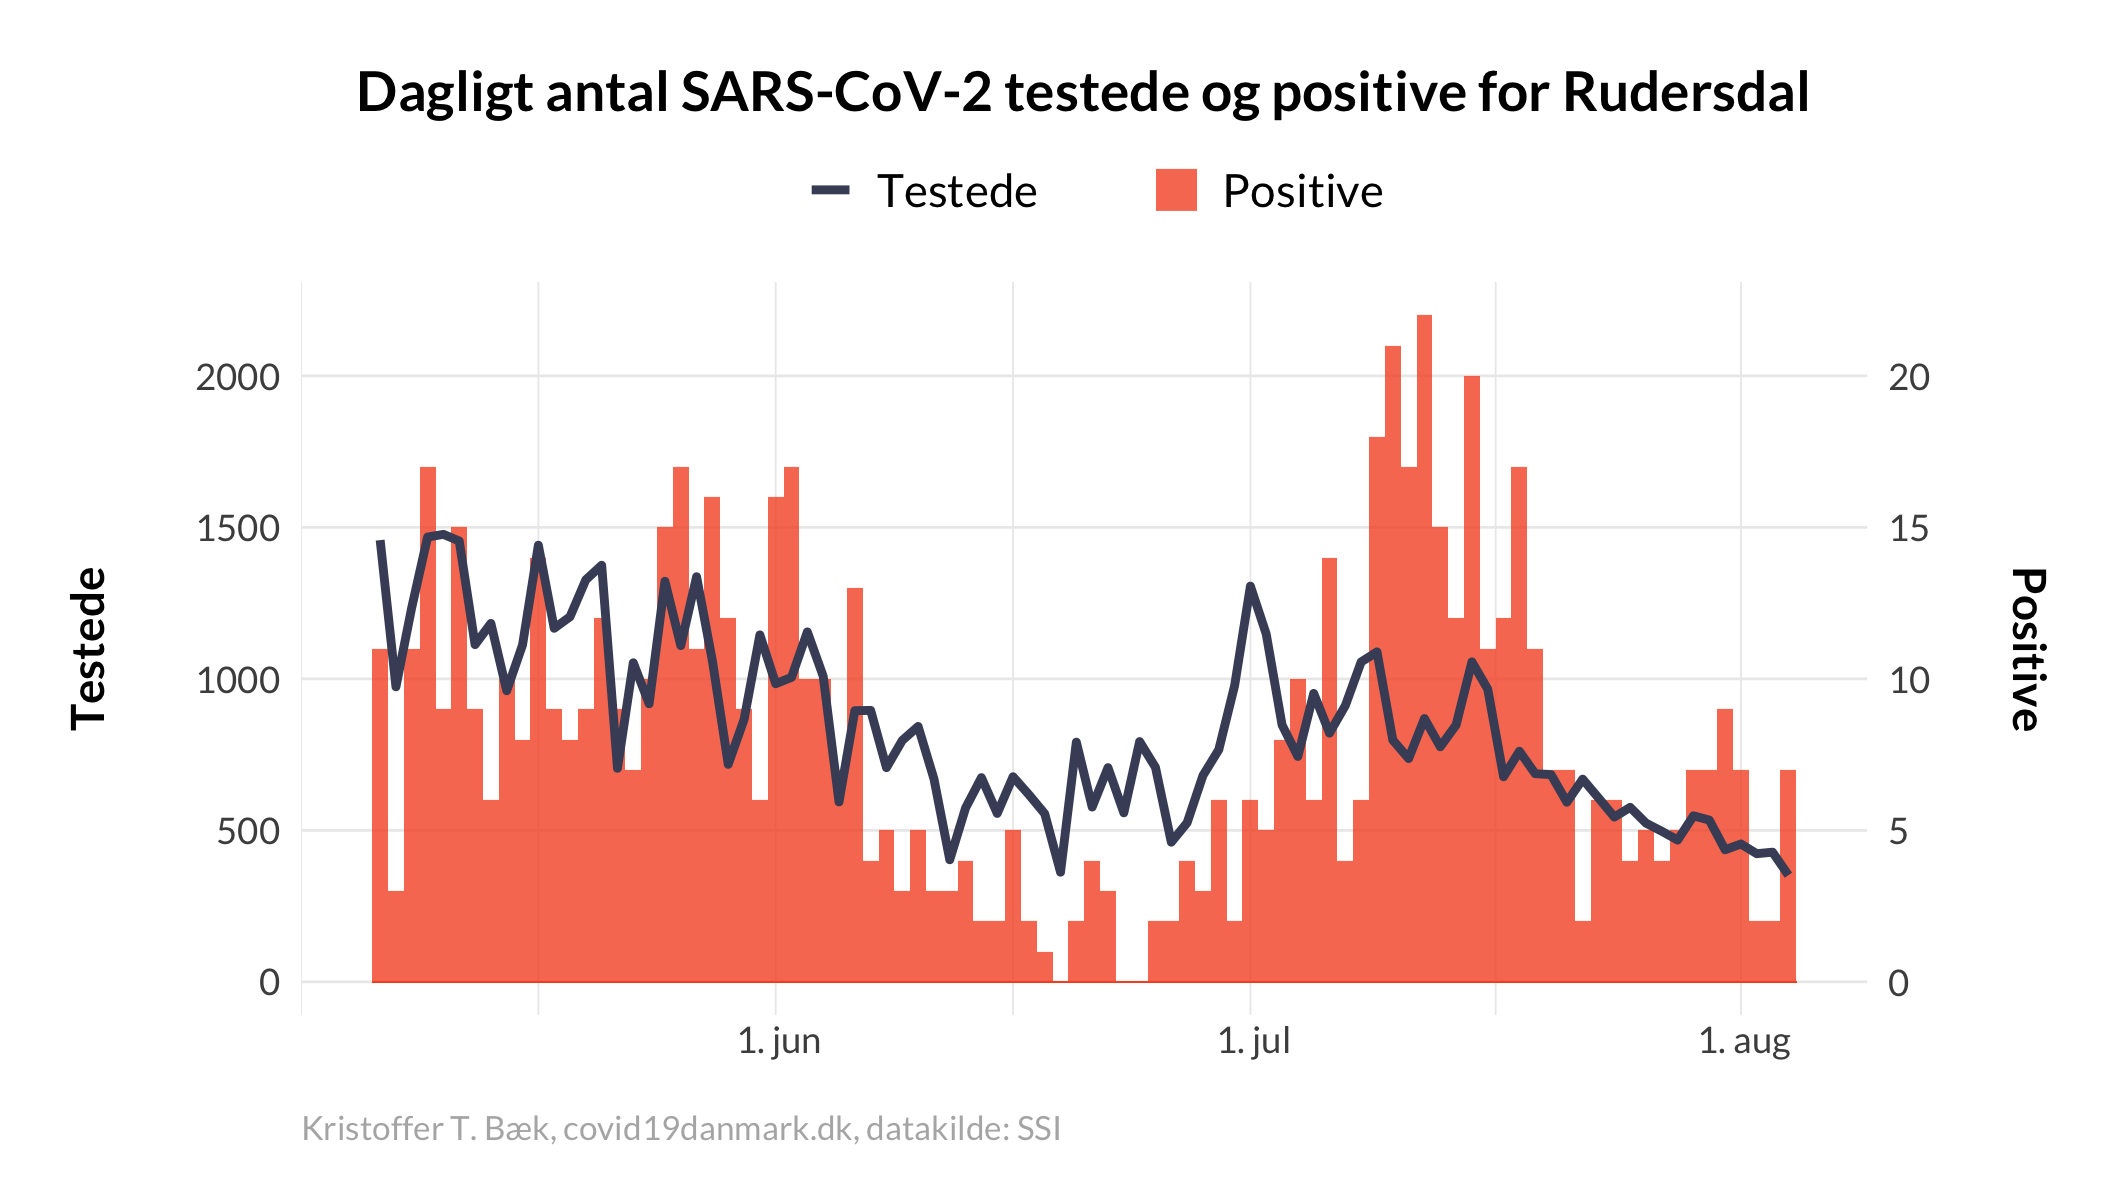 Dagligt antal SARS-CoV-2 testede og positive for Rudersdal
Testede
Positive
2000
1500
1000
500
0
20
15
10
5
0
Testede
Positive
1. jun
1. jul
1. aug
Kristoffer T. Bæk, covid19danmark.dk, datakilde: SSI